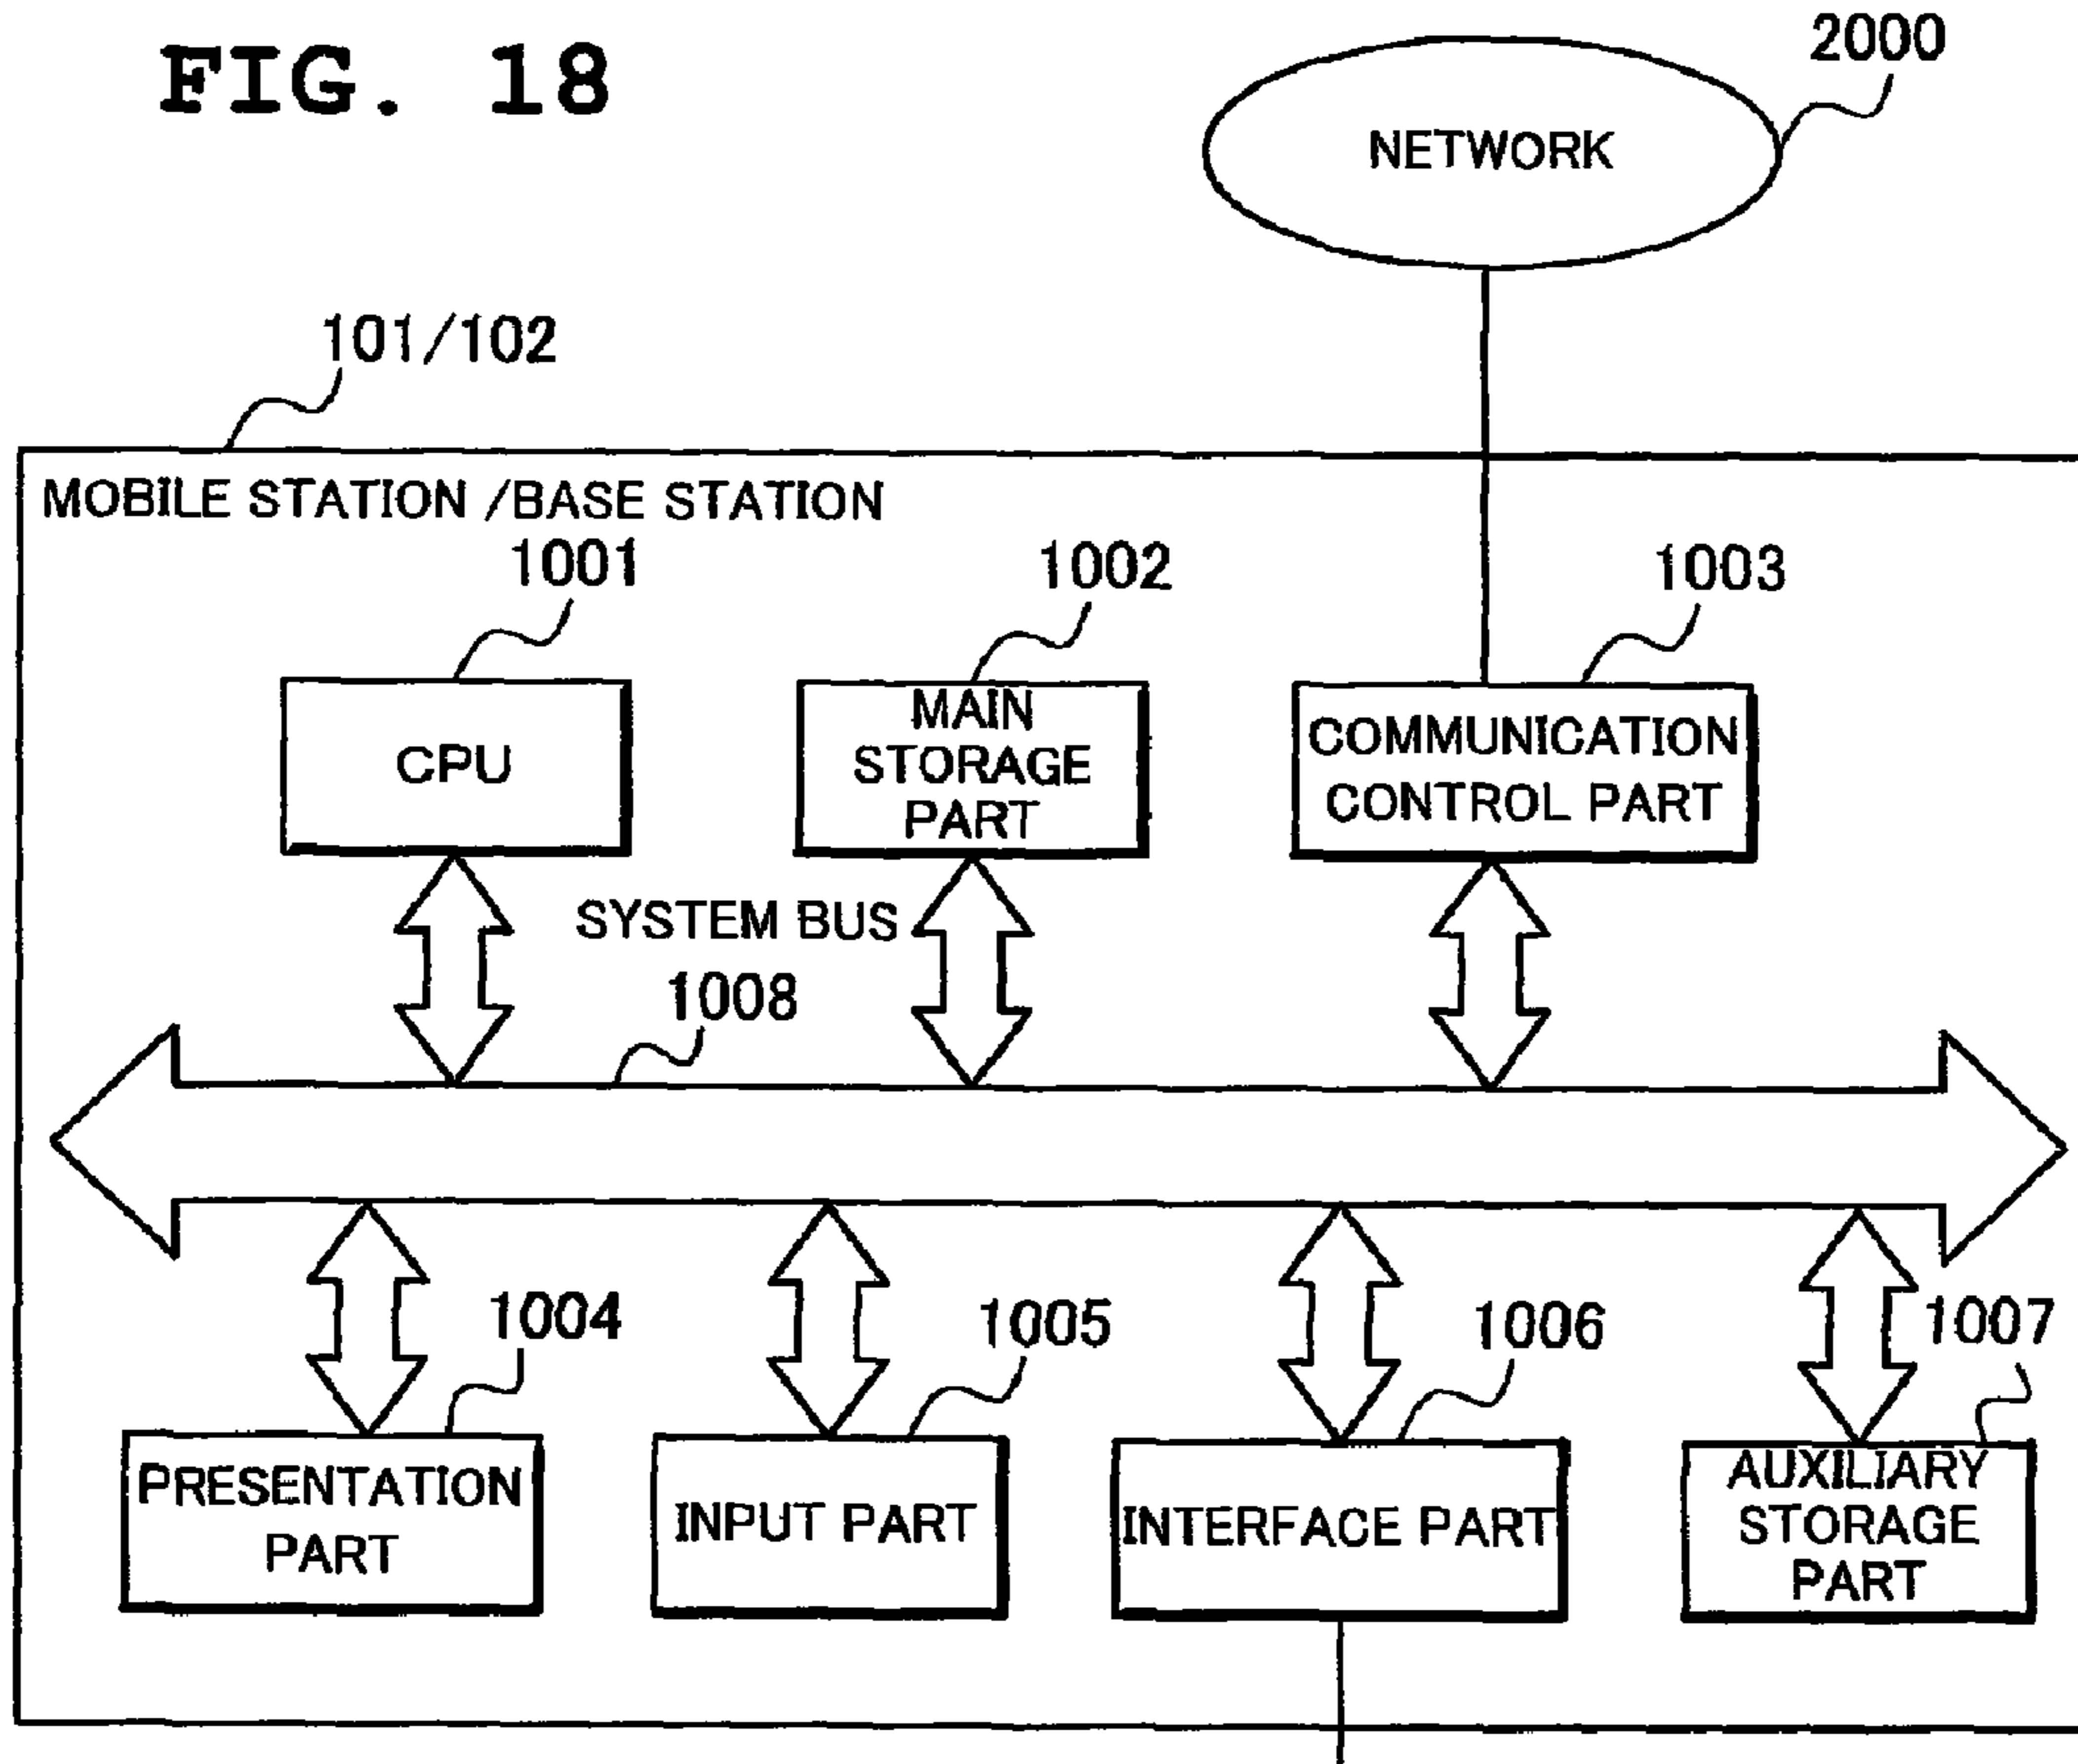 FIG. 18
2000
NETWORK
101/102
MOBILE STATION /BASE STATION
1001
1002
1003
CPU
MAIN
STORAGE
PART
COMMUNICATION
CONTROL PART
SYSTEM BUS
1008
1004
1005
1006
1007
PRESENTATION
PART
INPUT PART
INTERFACE PART
AUXILIARY
STORAGE
PART